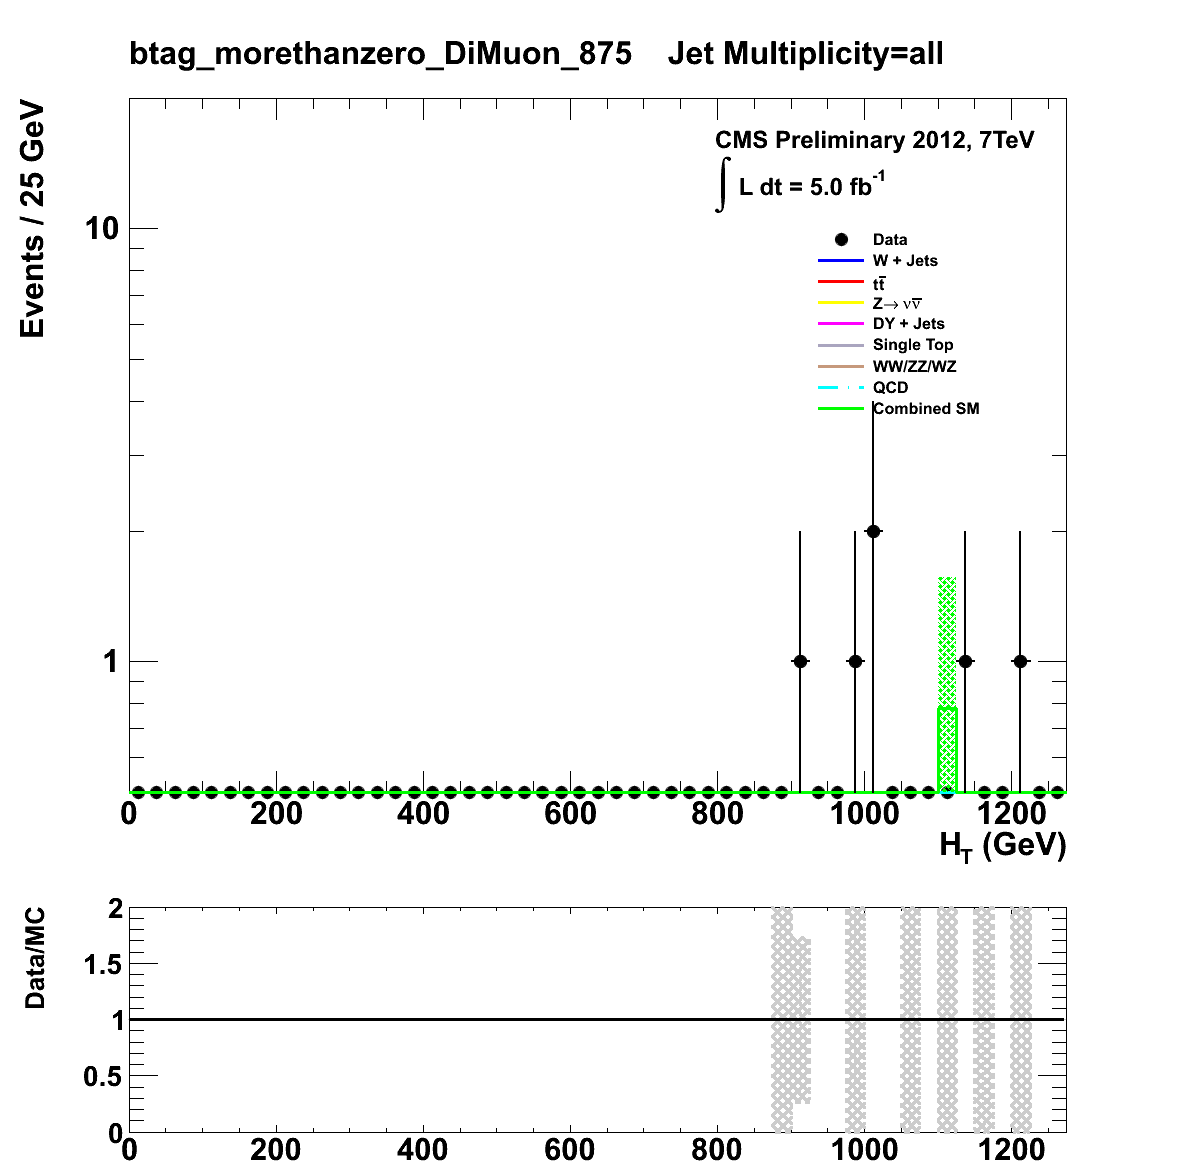 btag_morethanzero_DiMuon_875 Jet Multiplicity=all
Events / 25 GeV
CMS Preliminary 2012, 7TeV
∫ L dt = 5.0 fb⁻¹
Data
W + Jets
tt̅
Z→ νν̅
DY + Jets
Single Top
WW/ZZ/WZ
QCD
Combined SM
10
1
0 200 400 600 800 1000 1200
H_T (GeV)
Data/MC
2
1.5
1
0.5
0
0 200 400 600 800 1000 1200